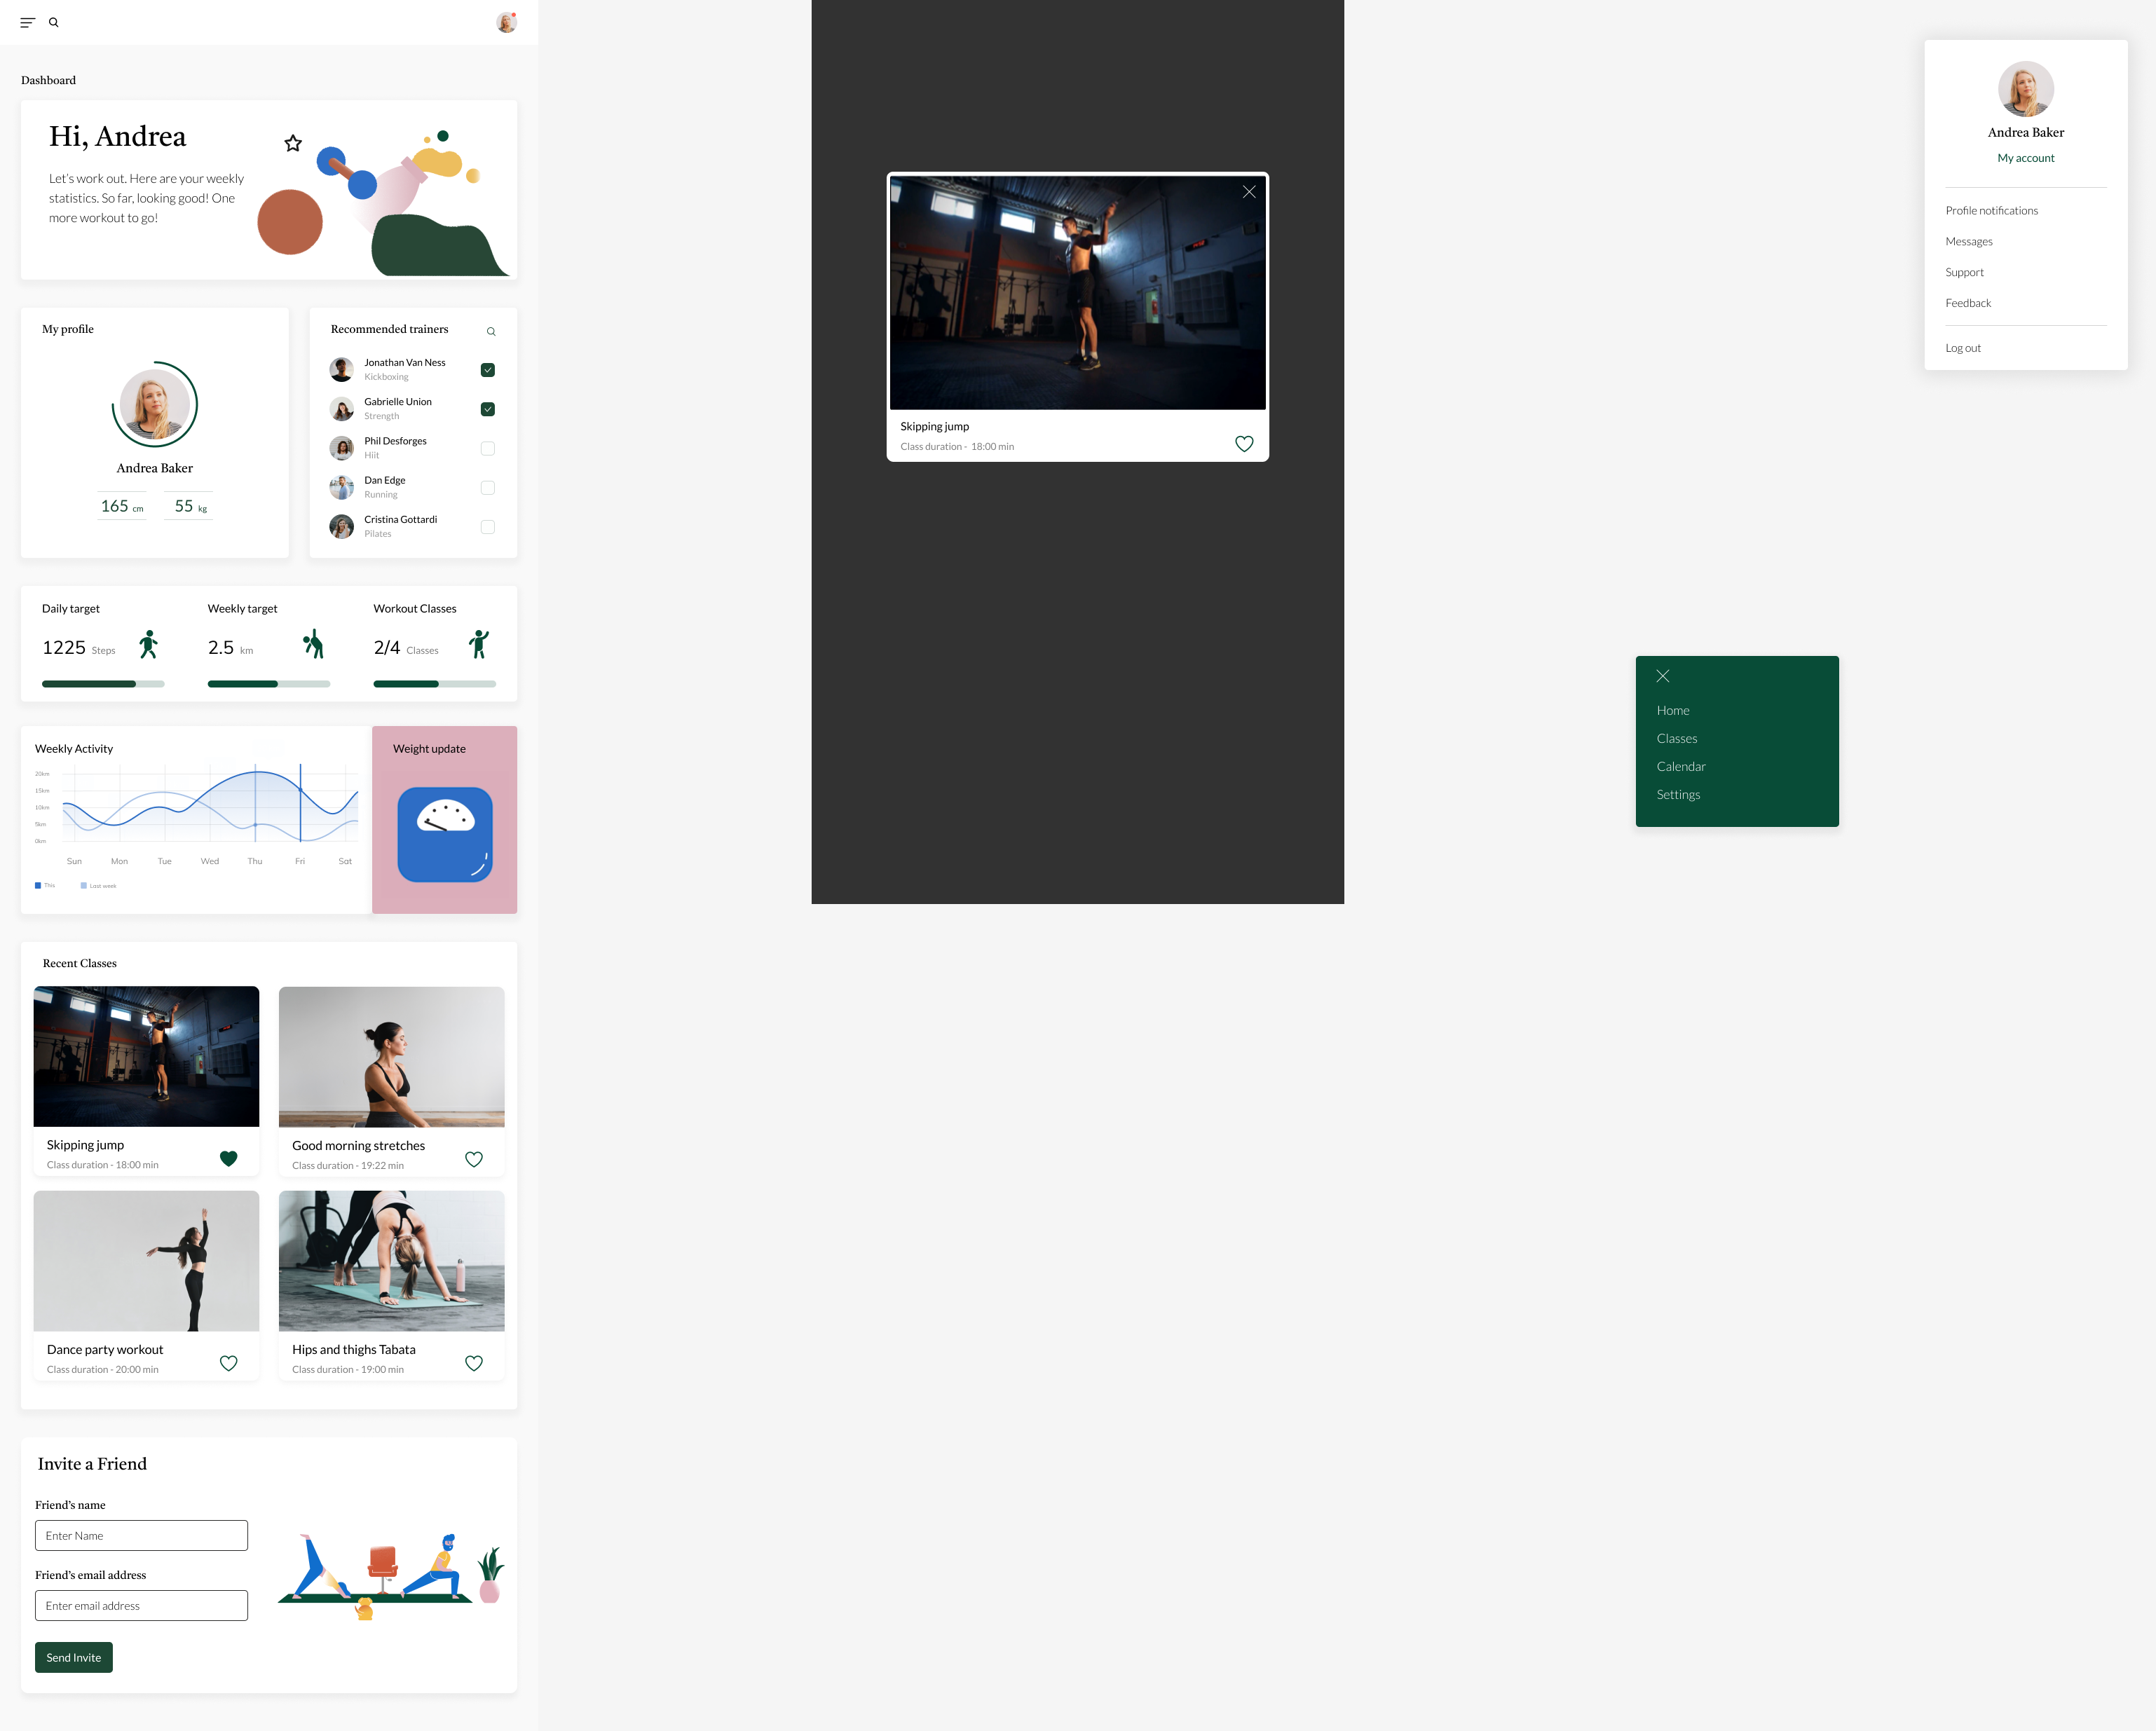 Dashboard
Hi, Andrea
Let's work out. Here are your weekly
statistics. So far, looking good! One
more workout to go!
My profile
Andrea Baker
165 cm
55 kg
Recommended trainers
Jonathan Van Ness
Kickboxing
Gabrielle Union
Strength
Phil Desforges
Hiit
Dan Edge
Running
Cristina Gottardi
Pilates
Daily target
1225 Steps
Weekly target
2.5 km
Workout Classes
2/4 Classes
Weekly Activity
20km
15km
10km
5km
0km
Sun Mon Tue Wed Thu Fri Sat
This
Last week
Weight update
Recent Classes
Skipping jump
Class duration - 18:00 min
Good morning stretches
Class duration - 19:22 min
Dance party workout
Class duration - 20:00 min
Hips and thighs Tabata
Class duration - 19:00 min
Invite a Friend
Friend's name
Enter Name
Friend's email address
Enter email address
Send Invite
Skipping jump
Class duration - 18:00 min
Home
Classes
Calendar
Settings
Andrea Baker
My account
Profile notifications
Messages
Support
Feedback
Log out